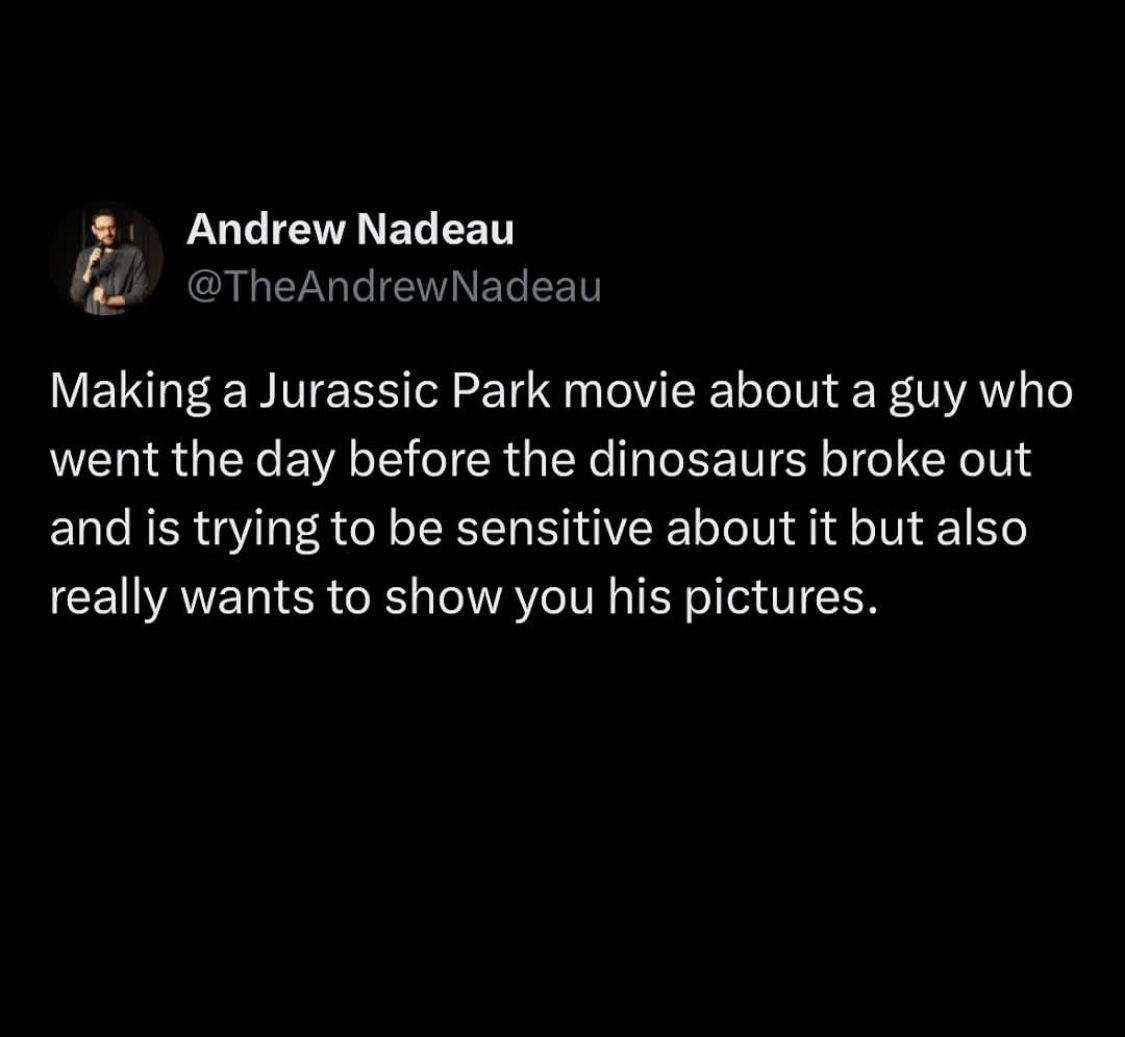 Andrew Nadeau
@TheAndrewNadeau
Making a Jurassic Park movie about a guy who
went the day before the dinosaurs broke out
and is trying to be sensitive about it but also
really wants to show you his pictures.